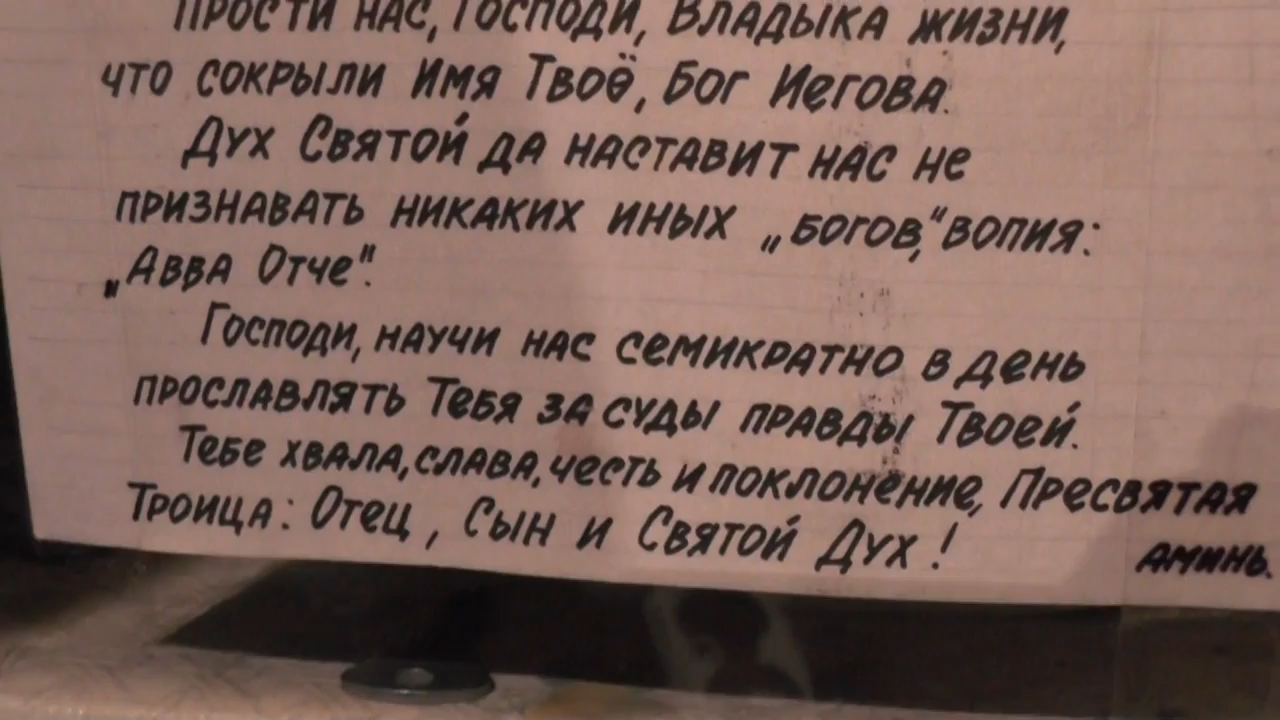 Прости нас, Господи, Владыка жизни,
что сокрыли Имя Твоё, Бог Иегова.
Дух Святой да наставит нас не
признавать никаких иных „богов,“ вопия:
„Авва Отче“.
Господи, научи нас семикратно в день
прославлять Тебя за суды правды Твоей.
Тебе хвала, слава, честь и поклонение, Пресвятая
Троица: Отец, Сын и Святой Дух!
аминь.